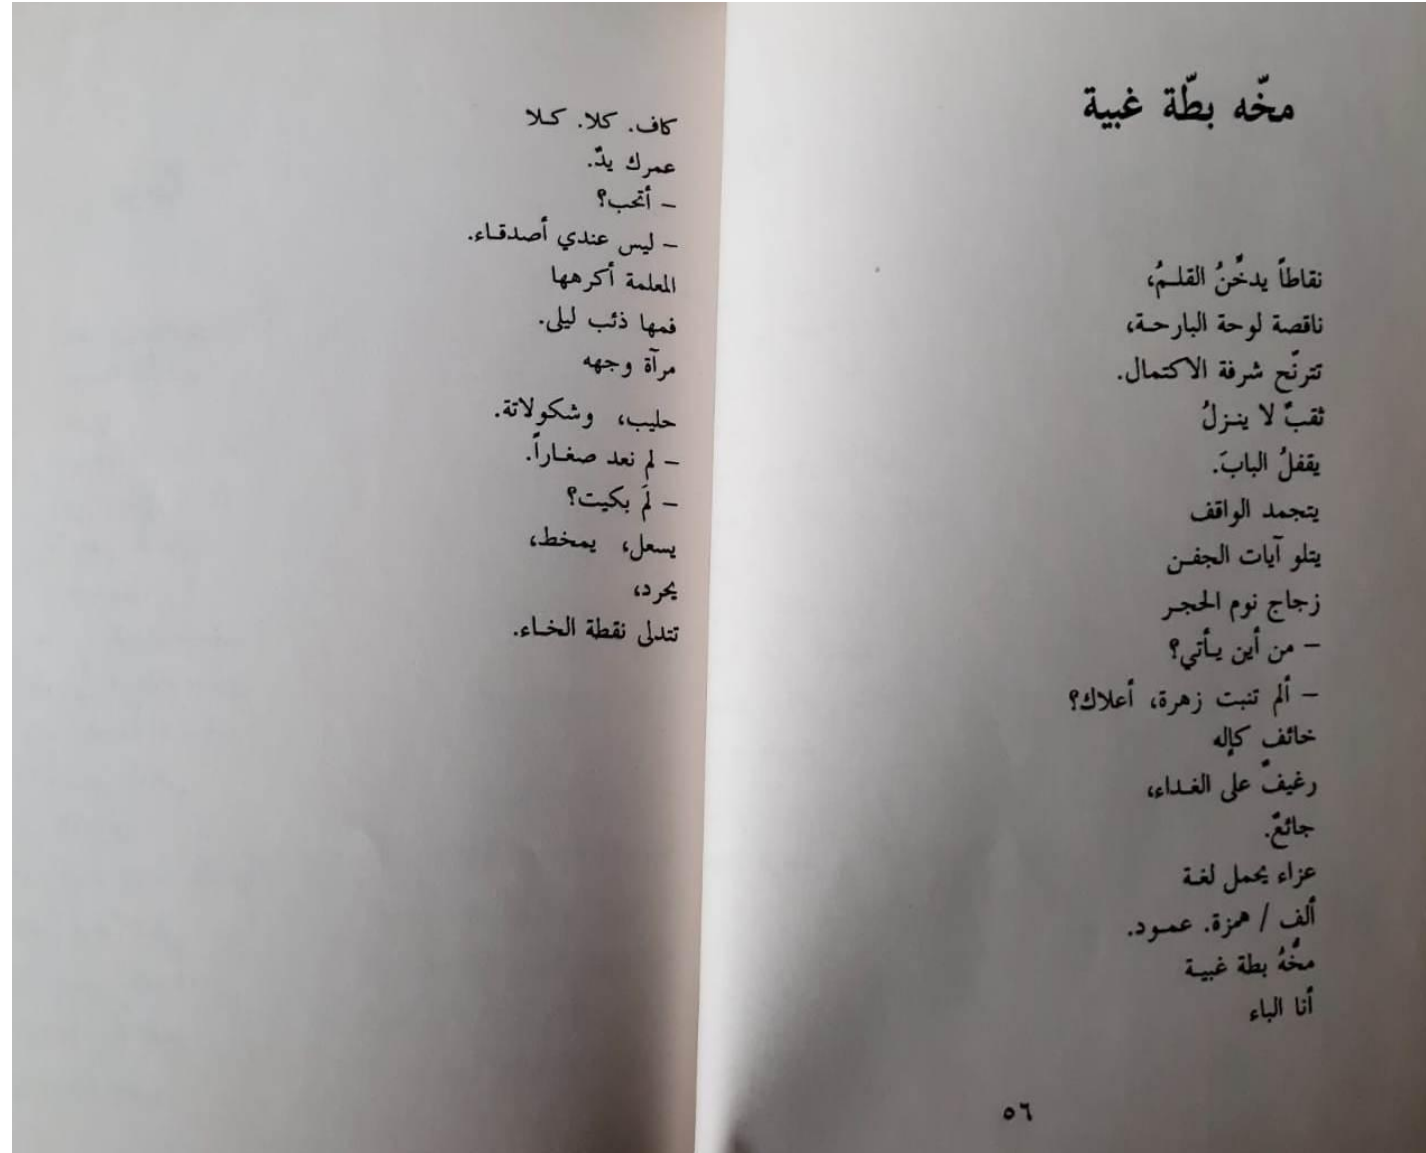 مخّه بطّة غبية
نقاطاً يدخّنُ القلمُ،
ناقصة لوحة البارحة،
تترنّح شرفة الاكتمال.
ثقبٌ لا ينزلُ
يقفلُ البابَ.
يتجمد الواقف
يتلو آيات الجفن
زجاج نوم الحجر
– من أين يأتي؟
– ألم تنبت زهرة، أعلاك؟
خائف كإله
رغيفٌ على الغداء،
جائعٌ.
عزاء يحمل لغة
ألف / همزة. عمود.
مخّهُ بطة غبية
أنا الباء
٥٦
كاف. كلا. كلا
عمرك يدٌ.
– أتحب؟
– ليس عندي أصدقاء.
المعلمة أكرهها
فمها ذئب ليلى.
مرآة وجهه
حليب، وشكولاتة.
– لم نعد صغاراً.
– لمَ بكيت؟
يسعل، يمخط،
يحرد،
تتدلى نقطة الخاء.